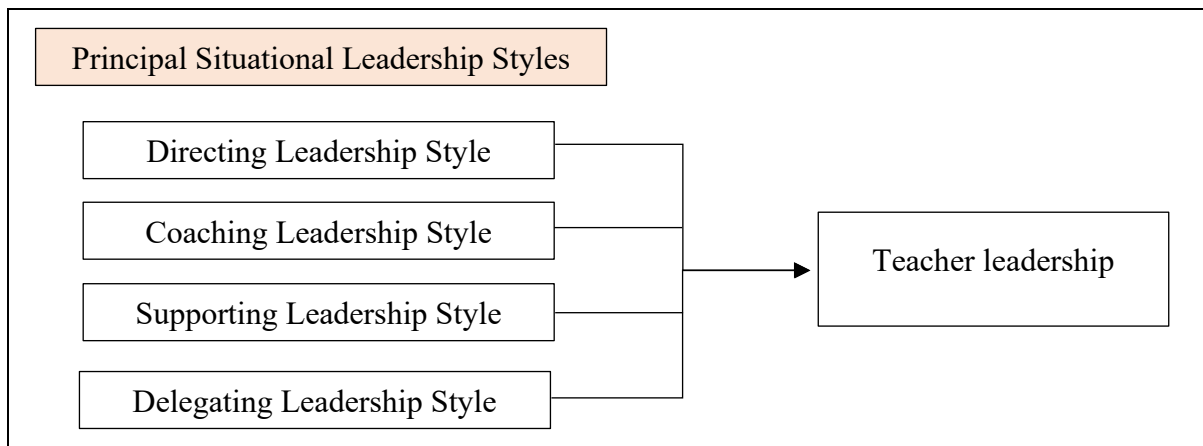 Principal Situational Leadership Styles
Directing Leadership Style
Coaching Leadership Style
Supporting Leadership Style
Delegating Leadership Style
Teacher leadership